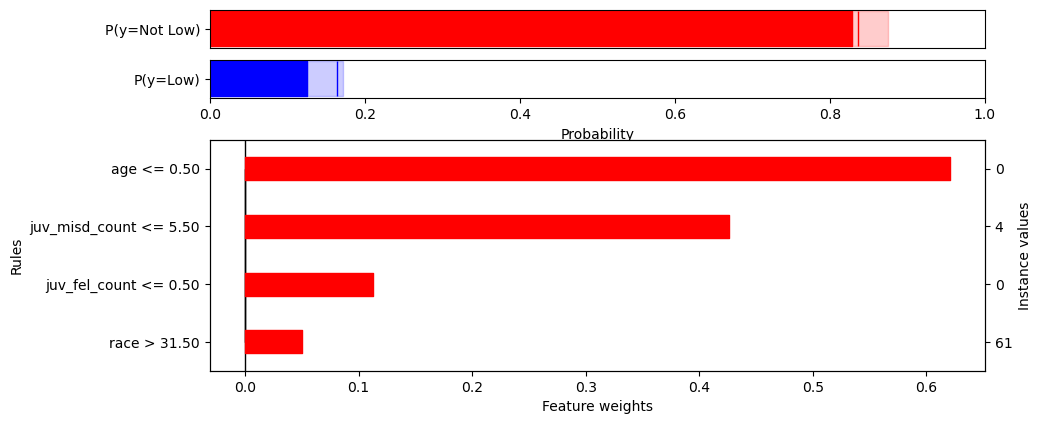 P(y=Not Low)
P(y=Low)
0.0 0.2 0.4 0.6 0.8 1.0
Probability
Rules
age <= 0.50 0
juv_misd_count <= 5.50 4
juv_fel_count <= 0.50 0
race > 31.50 61
Instance values
0.0 0.1 0.2 0.3 0.4 0.5 0.6
Feature weights